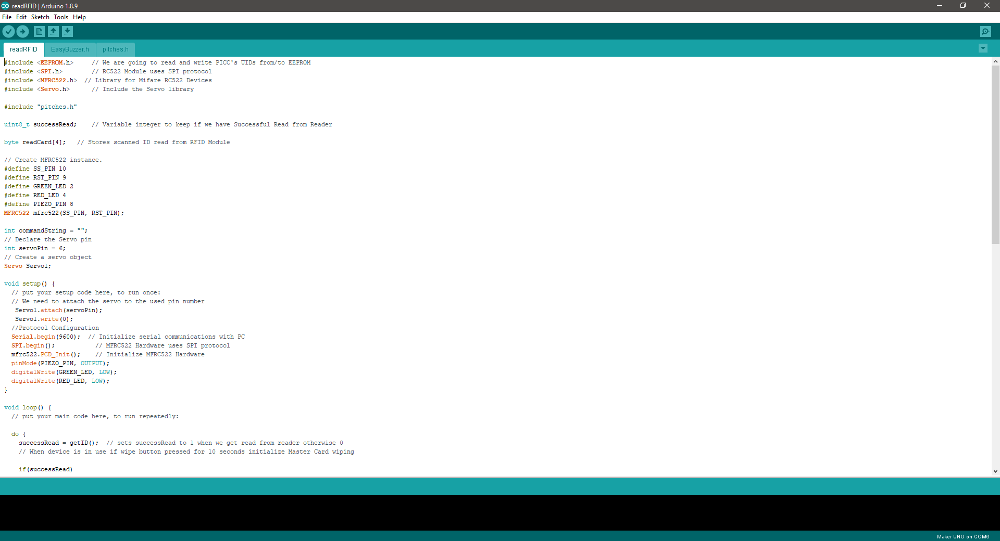 readRFID | Arduino 1.8.9
File Edit Sketch Tools Help
readRFID EasyBuzzer.h pitches.h
#include <EEPROM.h>     // We are going to read and write PICC's UIDs from/to EEPROM
#include <SPI.h>        // RC522 Module uses SPI protocol
#include <MFRC522.h>  // Library for Mifare RC522 Devices
#include <Servo.h>      // Include the Servo library
#include "pitches.h"
uint8_t successRead;    // Variable integer to keep if we have Successful Read from Reader
byte readCard[4];   // Stores scanned ID read from RFID Module
// Create MFRC522 instance.
#define SS_PIN 10
#define RST_PIN 9
#define GREEN_LED 2
#define RED_LED 4
#define PIEZO_PIN 8
MFRC522 mfrc522(SS_PIN, RST_PIN);
int commandString = "";
// Declare the Servo pin
int servoPin = 6;
// Create a servo object
Servo Servo1;
void setup() {
  // put your setup code here, to run once:
  // We need to attach the servo to the used pin number
   Servo1.attach(servoPin);
   Servo1.write(0);
  //Protocol Configuration
  Serial.begin(9600);  // Initialize serial communications with PC
  SPI.begin();           // MFRC522 Hardware uses SPI protocol
  mfrc522.PCD_Init();    // Initialize MFRC522 Hardware
  pinMode(PIEZO_PIN, OUTPUT);
  digitalWrite(GREEN_LED, LOW);
  digitalWrite(RED_LED, LOW);
}
void loop() {
  // put your main code here, to run repeatedly:
  do {
    successRead = getID();  // sets successRead to 1 when we get read from reader otherwise 0
    // When device is in use if wipe button pressed for 10 seconds initialize Master Card wiping
    if(successRead)
Maker UNO on COM6